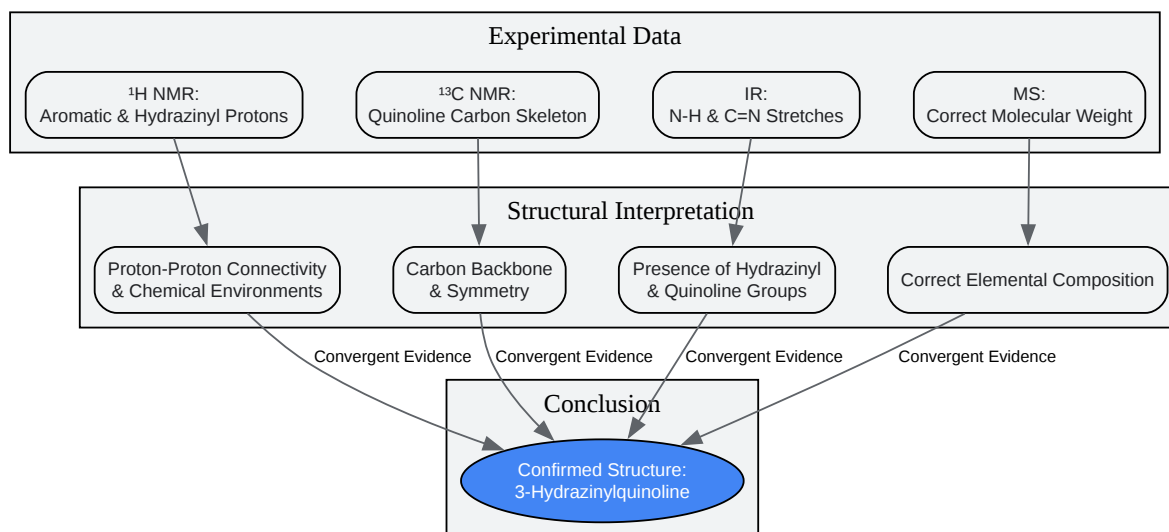 Experimental Data
¹H NMR:
Aromatic & Hydrazinyl Protons
¹³C NMR:
Quinoline Carbon Skeleton
IR:
N-H & C=N Stretches
MS:
Correct Molecular Weight
Structural Interpretation
Proton-Proton Connectivity
& Chemical Environments
Carbon Backbone
& Symmetry
Presence of Hydrazinyl
& Quinoline Groups
Correct Elemental Composition
Convergent Evidence
Convergent Evidence
Convergent Evidence
Convergent Evidence
Conclusion
Confirmed Structure:
3-Hydrazinylquinoline